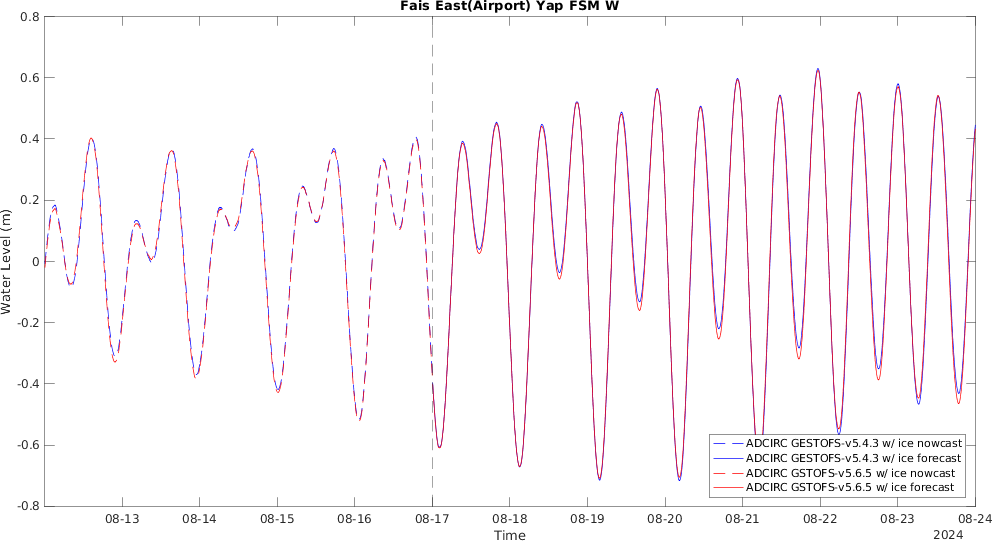 Fais East(Airport) Yap FSM W
0.8
0.6
0.4
0.2
0
-0.2
-0.4
-0.6
-0.8
Water Level (m)
ADCIRC GESTOFS-v5.4.3 w/ ice nowcast
ADCIRC GESTOFS-v5.4.3 w/ ice forecast
ADCIRC GSTOFS-v5.6.5 w/ ice nowcast
ADCIRC GSTOFS-v5.6.5 w/ ice forecast
08-13 08-14 08-15 08-16 08-17 08-18 08-19 08-20 08-21 08-22 08-23 08-24
Time
2024